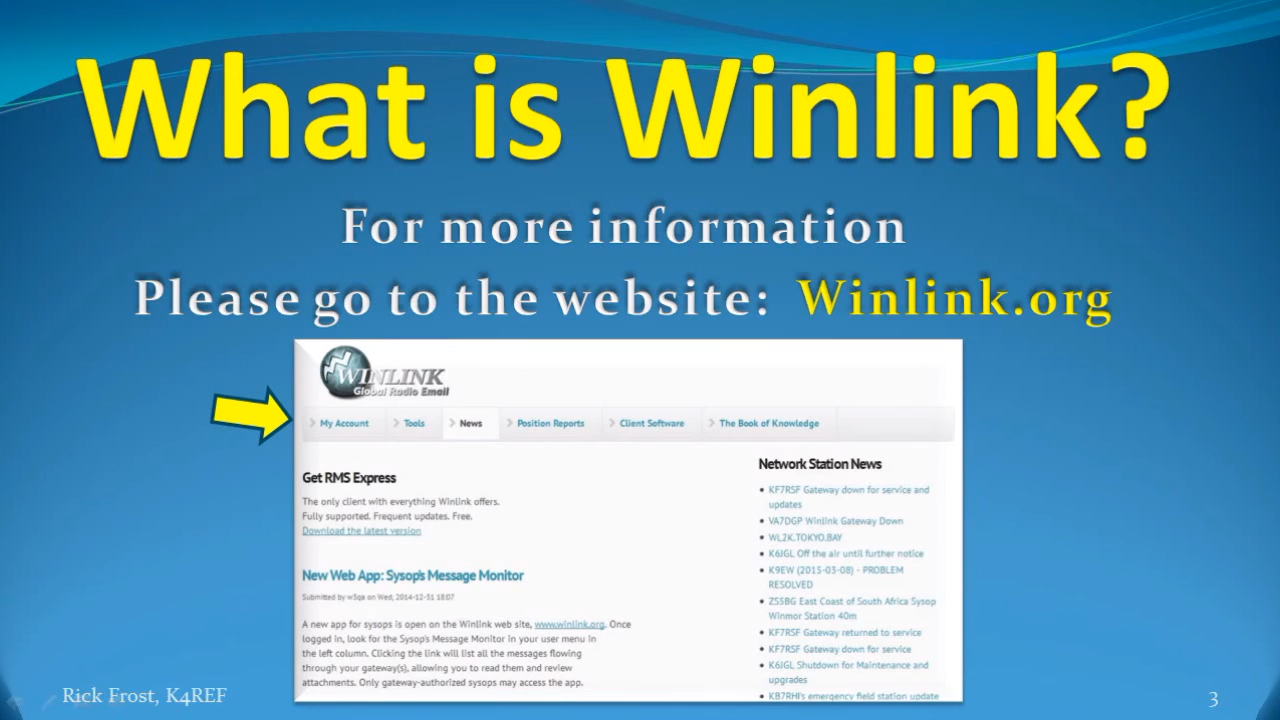 What is Winlink?
For more information
Please go to the website: Winlink.org
WINLINK
Global Radio Email
My Account
Tools
News
Position Reports
Client Software
The Book of Knowledge
Get RMS Express
The only client with everything Winlink offers.
Fully supported. Frequent updates. Free.
Download the latest version
New Web App: Sysop's Message Monitor
Submitted by w3qa on Wed, 2014-12-31 18:07
A new app for sysops is open on the Winlink web site, www.winlink.org. Once
logged in, look for the Sysop's Message Monitor in your user menu in
the left column. Clicking the link will list all the messages flowing
through your gateway(s), allowing you to read them and review
attachments. Only gateway-authorized sysops may access the app.
Network Station News
• KF7RSF Gateway down for service and
updates
• VA7DGP Winlink Gateway Down
• WL2K.TOKYO.BAY
• K6JGL Off the air until further notice
• K9EW (2015-03-08) - PROBLEM
RESOLVED
• ZS5BG East Coast of South Africa Sysop
Winmor Station 40m
• KF7RSF Gateway returned to service
• KF7RSF Gateway down for service
• K6JGL Shutdown for Maintenance and
upgrades
• KB7RHI's emergency field station update
Rick Frost, K4REF
3